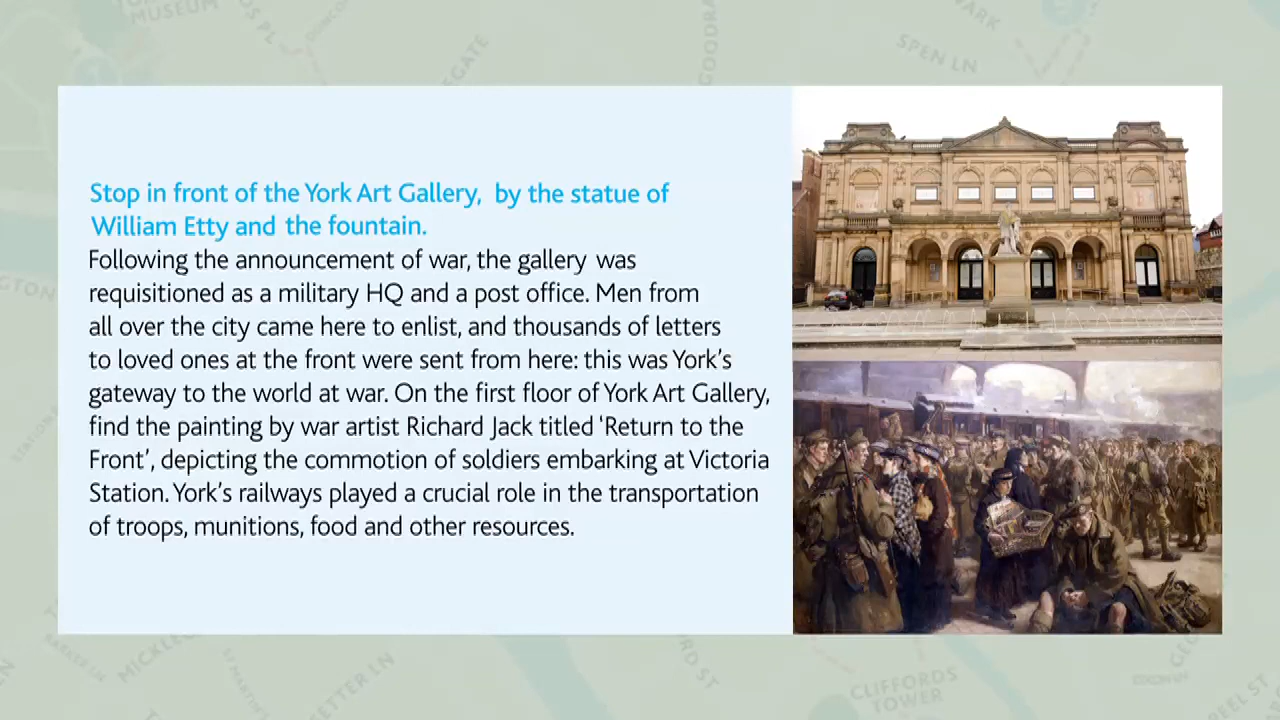 MUSEUM
SPEN LN
CLIFFORDS
TOWER
Stop in front of the York Art Gallery, by the statue of
William Etty and the fountain.
Following the announcement of war, the gallery was
requisitioned as a military HQ and a post office. Men from
all over the city came here to enlist, and thousands of letters
to loved ones at the front were sent from here: this was York’s
gateway to the world at war. On the first floor of York Art Gallery,
find the painting by war artist Richard Jack titled ‘Return to the
Front’, depicting the commotion of soldiers embarking at Victoria
Station. York’s railways played a crucial role in the transportation
of troops, munitions, food and other resources.